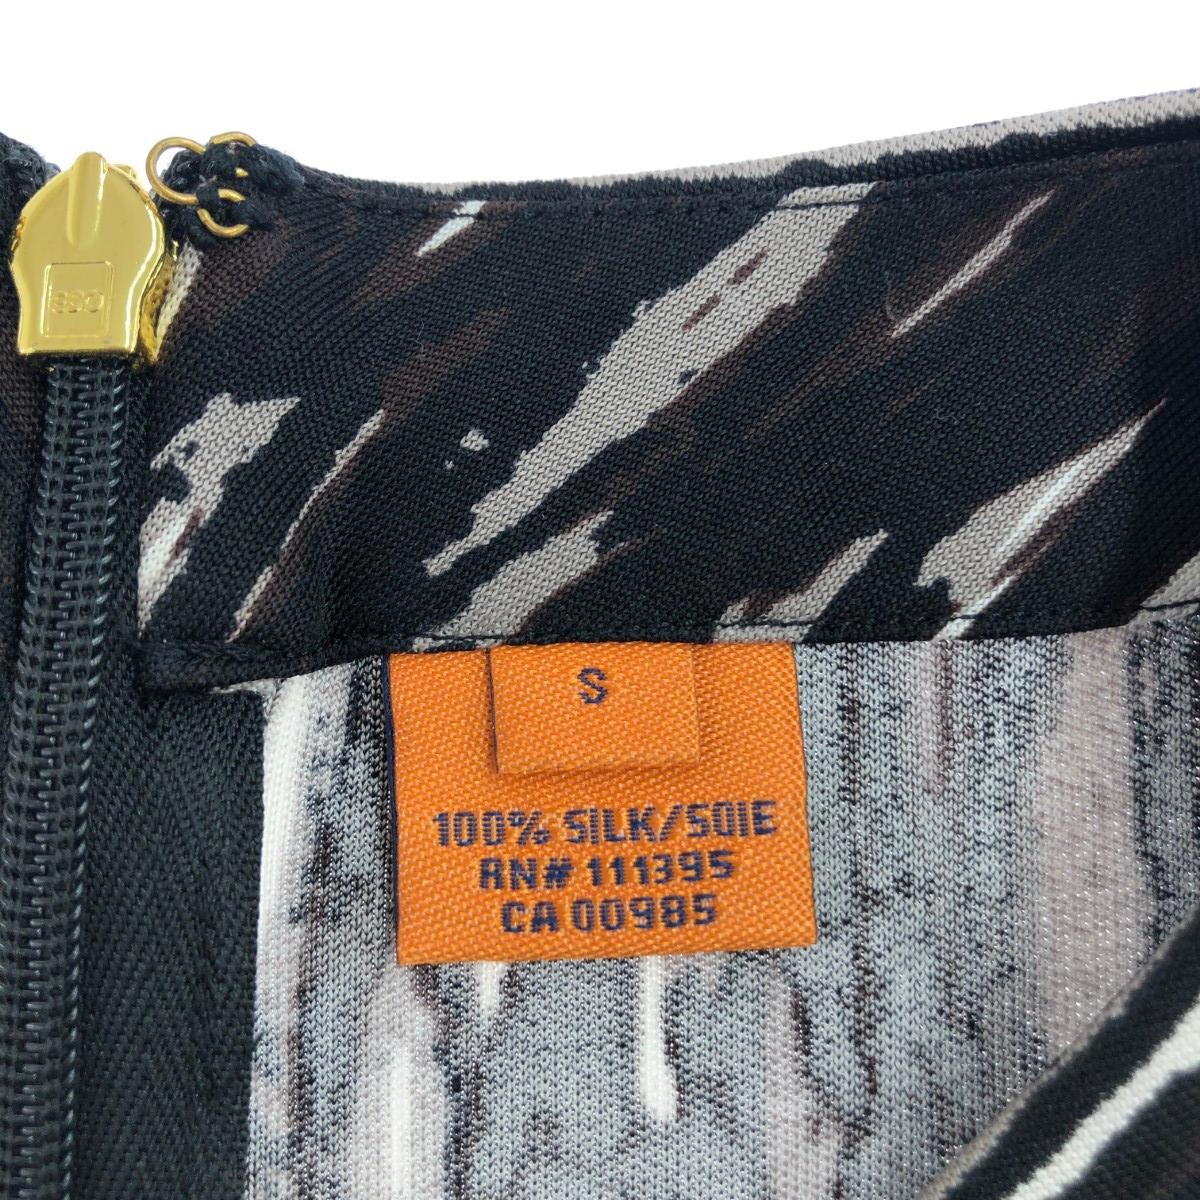 S
100% SILK/SOIE
RN# 111395
CA 00985